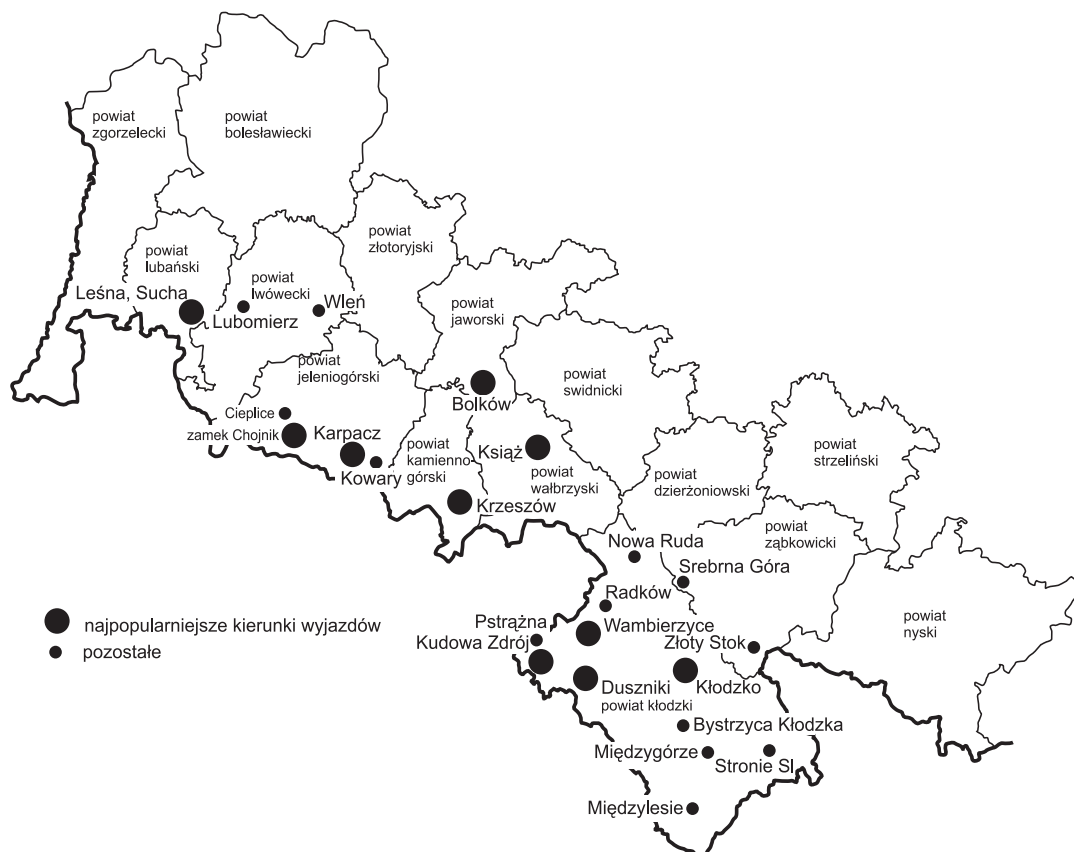 powiat
zgorzelecki
powiat
bolesławiecki
powiat
złotoryjski
powiat
lubański
powiat
lwówecki
Leśna, Sucha
Lubomierz
Wleń
powiat
jaworski
powiat
jeleniogórski
powiat
swidnicki
Bolków
Cieplice
zamek Chojnik
Karpacz
Kowary
powiat
kamienno-
górski
Książ
powiat
wałbrzyski
Krzeszów
powiat
dzierżoniowski
powiat
strzeliński
powiat
ząbkowicki
Nowa Ruda
Srebrna Góra
Radków
powiat
nyski
najpopularniejsze kierunki wyjazdów
pozostałe
Pstrążna
Kudowa Zdrój
Wambierzyce
Złoty Stok
Duszniki
powiat kłodzki
Kłodzko
Bystrzyca Kłodzka
Międzygórze
Stronie Sl.
Międzylesie